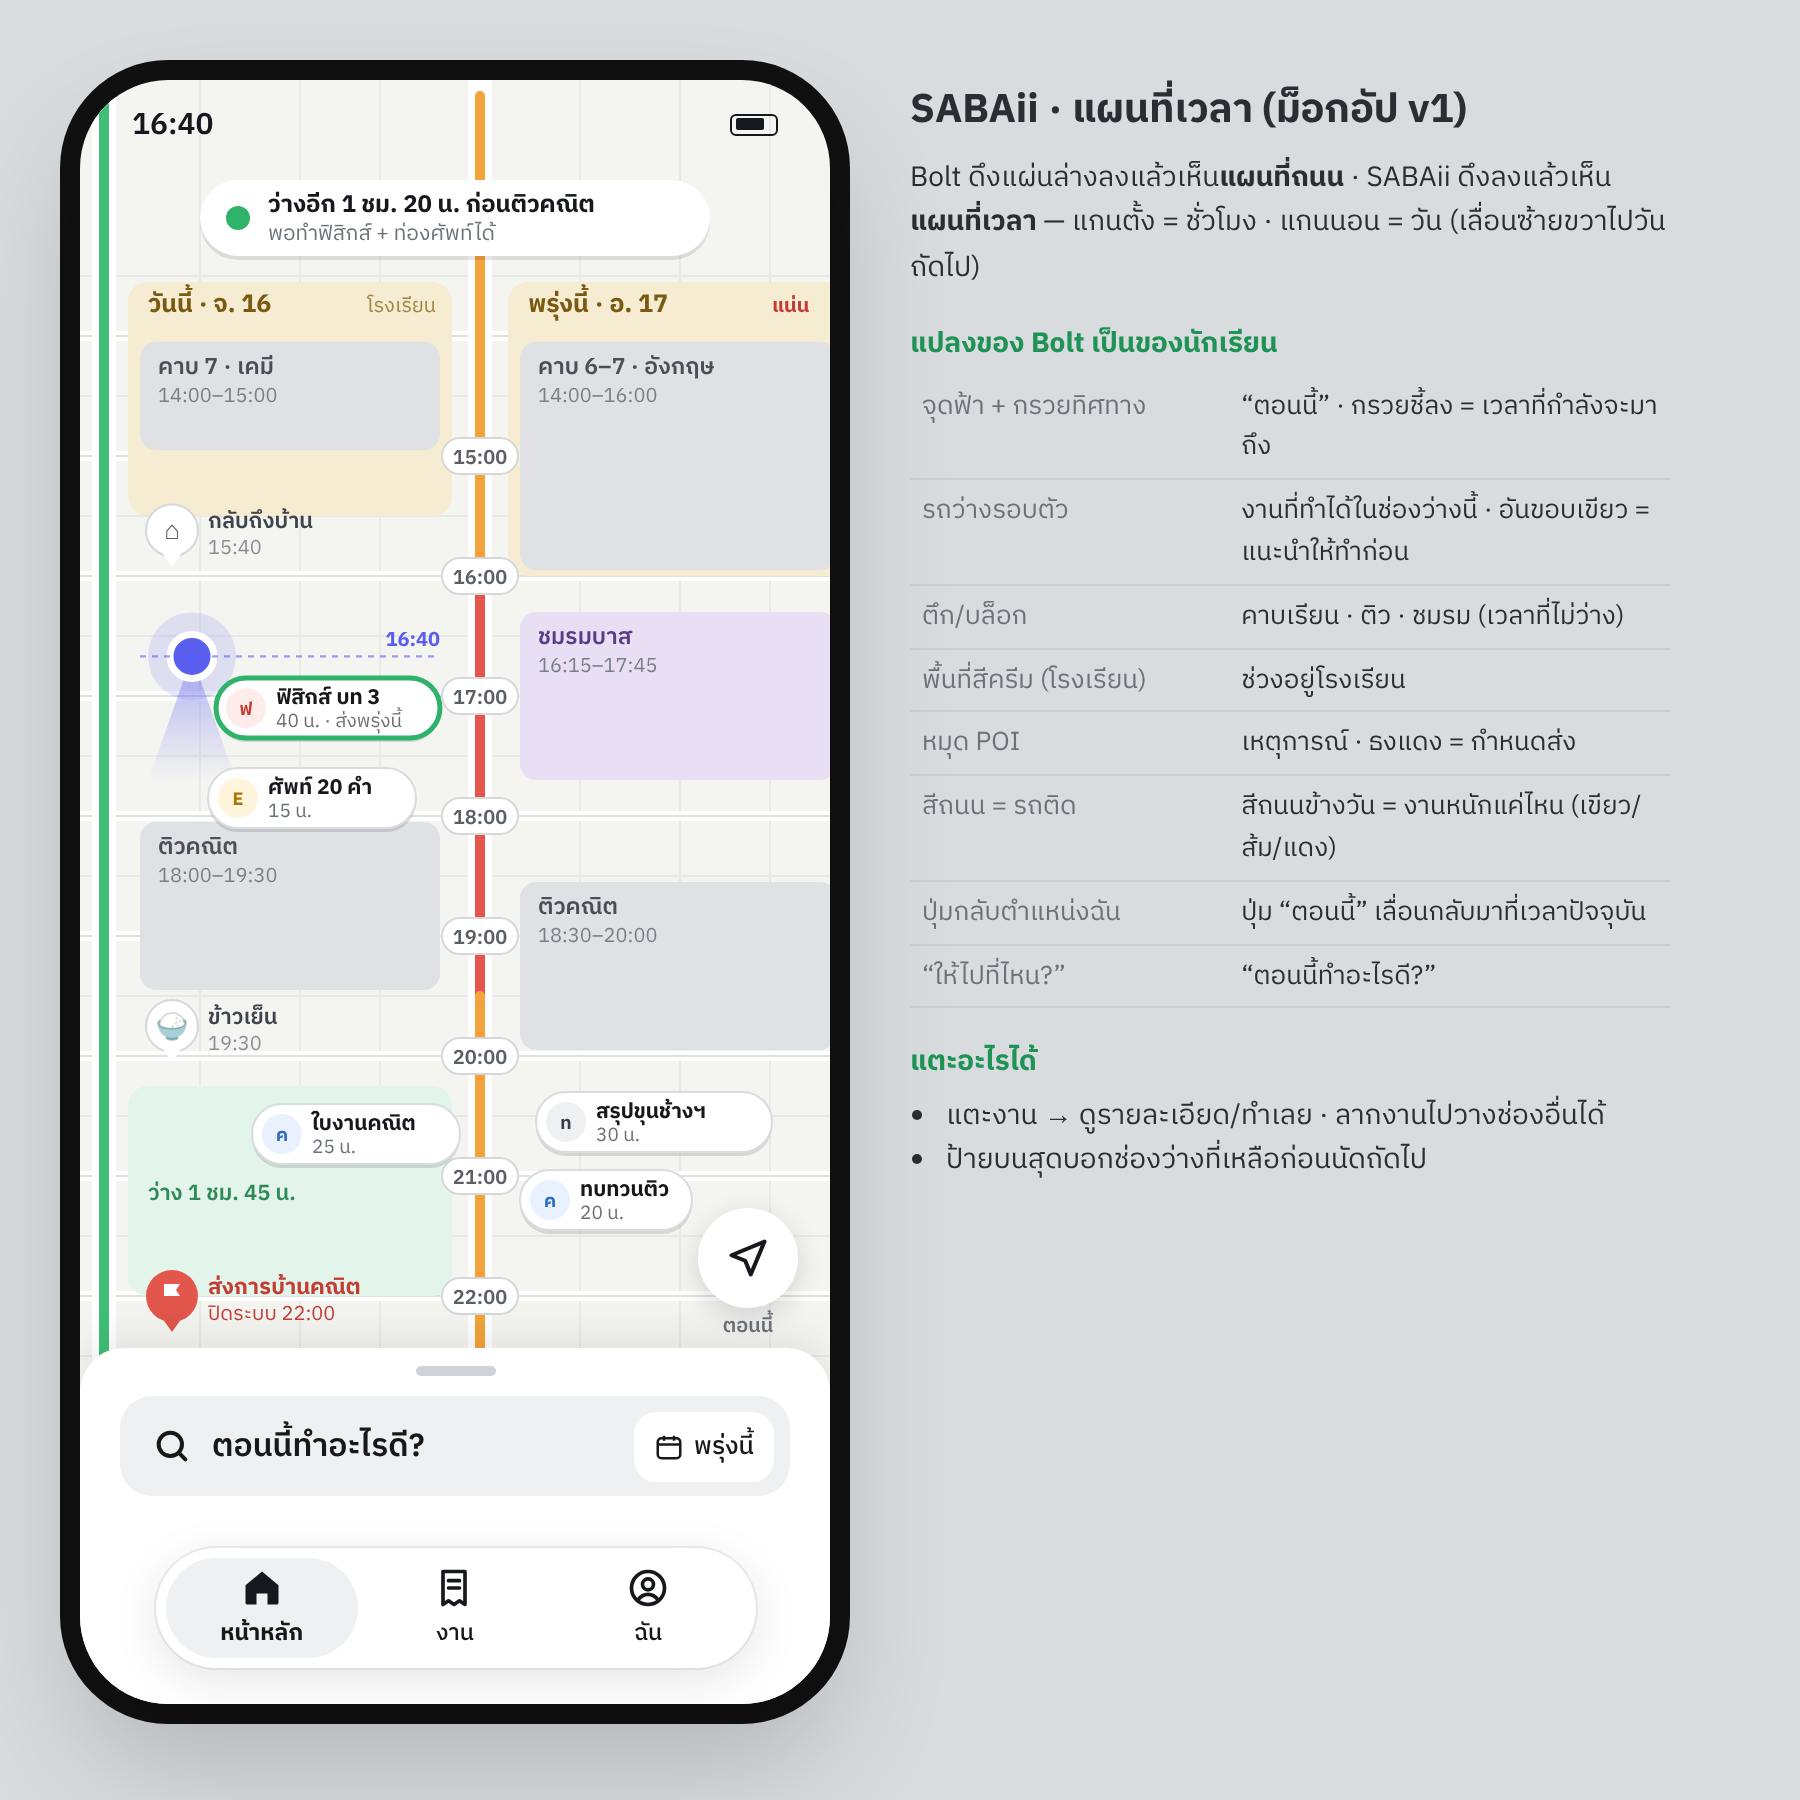 16:40
ว่างอีก 1 ชม. 20 น. ก่อนติวคณิต
พอทำฟิสิกส์ + ท่องศัพท์ได้
วันนี้ · จ. 16
โรงเรียน
พรุ่งนี้ · อ. 17
แน่น
คาบ 7 · เคมี
14:00–15:00
คาบ 6–7 · อังกฤษ
14:00–16:00
15:00
กลับถึงบ้าน
15:40
16:00
16:40
ชมรมบาส
16:15–17:45
ฟ
ฟิสิกส์ บท 3
40 น. · ส่งพรุ่งนี้
17:00
E
ศัพท์ 20 คำ
15 น.
18:00
ติวคณิต
18:00–19:30
ติวคณิต
18:30–20:00
19:00
ข้าวเย็น
19:30
20:00
ค
ใบงานคณิต
25 น.
ท
สรุปขุนช้างฯ
30 น.
21:00
ว่าง 1 ชม. 45 น.
ค
ทบทวนติว
20 น.
ส่งการบ้านคณิต
ปิดระบบ 22:00
22:00
ตอนนี้
ตอนนี้ทำอะไรดี?
พรุ่งนี้
หน้าหลัก
งาน
ฉัน
SABAii · แผนที่เวลา (ม็อกอัป v1)
Bolt ดึงแผ่นล่างลงแล้วเห็นแผนที่ถนน · SABAii ดึงลงแล้วเห็น
แผนที่เวลา — แกนตั้ง = ชั่วโมง · แกนนอน = วัน (เลื่อนซ้ายขวาไปวัน
ถัดไป)
แปลงของ Bolt เป็นของนักเรียน
จุดฟ้า + กรวยทิศทาง
“ตอนนี้” · กรวยชี้ลง = เวลาที่กำลังจะมา
ถึง
รถว่างรอบตัว
งานที่ทำได้ในช่องว่างนี้ · อันขอบเขียว =
แนะนำให้ทำก่อน
ตึก/บล็อก
คาบเรียน · ติว · ชมรม (เวลาที่ไม่ว่าง)
พื้นที่สีครีม (โรงเรียน)
ช่วงอยู่โรงเรียน
หมุด POI
เหตุการณ์ · ธงแดง = กำหนดส่ง
สีถนน = รถติด
สีถนนข้างวัน = งานหนักแค่ไหน (เขียว/
ส้ม/แดง)
ปุ่มกลับตำแหน่งฉัน
ปุ่ม “ตอนนี้” เลื่อนกลับมาที่เวลาปัจจุบัน
“ให้ไปที่ไหน?”
“ตอนนี้ทำอะไรดี?”
แตะอะไรได้
• แตะงาน → ดูรายละเอียด/ทำเลย · ลากงานไปวางช่องอื่นได้
• ป้ายบนสุดบอกช่องว่างที่เหลือก่อนนัดถัดไป